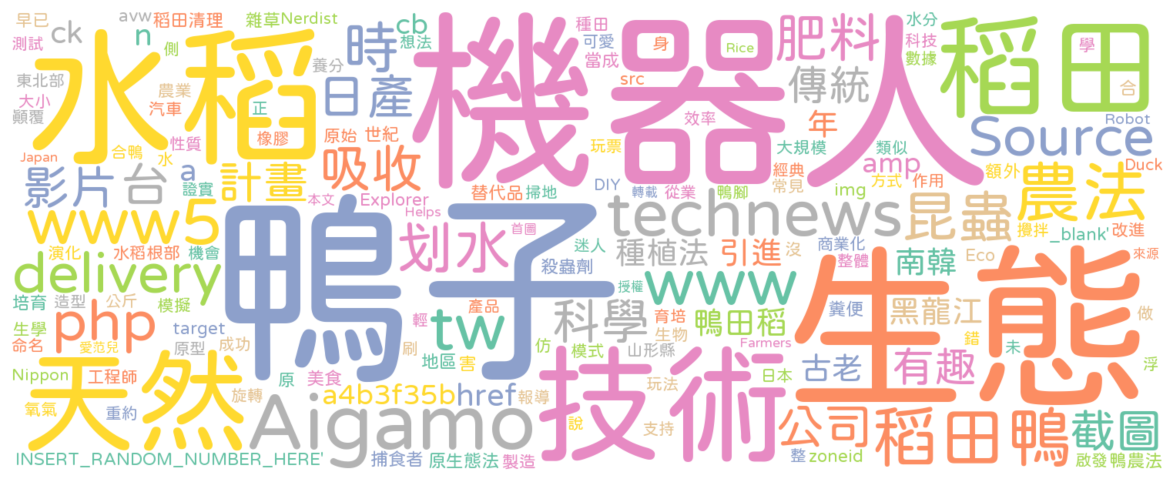 早已 avw 稻田清理 雜草 Nerdist
測試 ck n 側 養分 時 cb 想法
水稻 機器人 稻田
種田 可愛 當成 身 Rice 肥料 水分 科技 數據 學
東北部 大小 顛覆 農業 汽車 正 日產 src 傳統 合
Japan 合鴨 水 性質 橡膠 原始 世紀 玩票 效率 年 大規模 類似 Source Robot
影片 台 a 證實 計畫 吸收 替代品 掃地 DIY 經典 常見 amp 方式 作用 額外 Duck
本文 Explorer 轉載 從業 鴨腳 img 農法
www5 Helps 首圖 划水 technews 昆蟲 攪拌 _blank' 改進
演化 水稻根部 機會 鴨子 迷人 種植法 引進 沒 商業化 整體 南韓 Eco 來源
delivery 殺蟲劑 授權 www 生態
培育 造型 公斤 模擬 產品 科學 育培 生物 鴨田稻 糞便 黑龍江 做
生學 命名 php 愛范兒 target 原型 成功 輕 刷 tw 地區 害 仿 模式 山形縣 Farmers 錯 未 浮
Nippon 工程師 旋轉 原 美食 技術 玩法 日本 古老 有趣
氧氣 天然 重約 a4b3f35b href 報導 說 支持
Aigamo 公司 稻田鴨 截圖
INSERT_RANDOM_NUMBER_HERE' 捕食者 原生態法 製造 整 zoneid 啟發 鴨農法